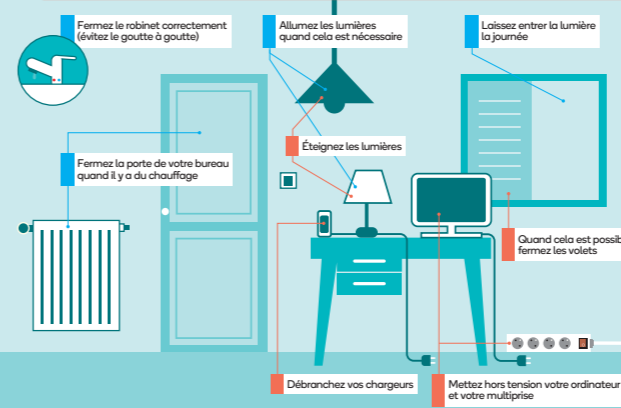 Fermez le robinet correctement
(évitez le goutte à goutte)
Allumez les lumières
quand cela est nécessaire
Laissez entrer la lumière
la journée
Éteignez les lumières
Fermez la porte de votre bureau
quand il y a du chauffage
Quand cela est
fermez les volets
Débranchez vos chargeurs
Mettez hors tension votre ordinateur
et votre multiprise